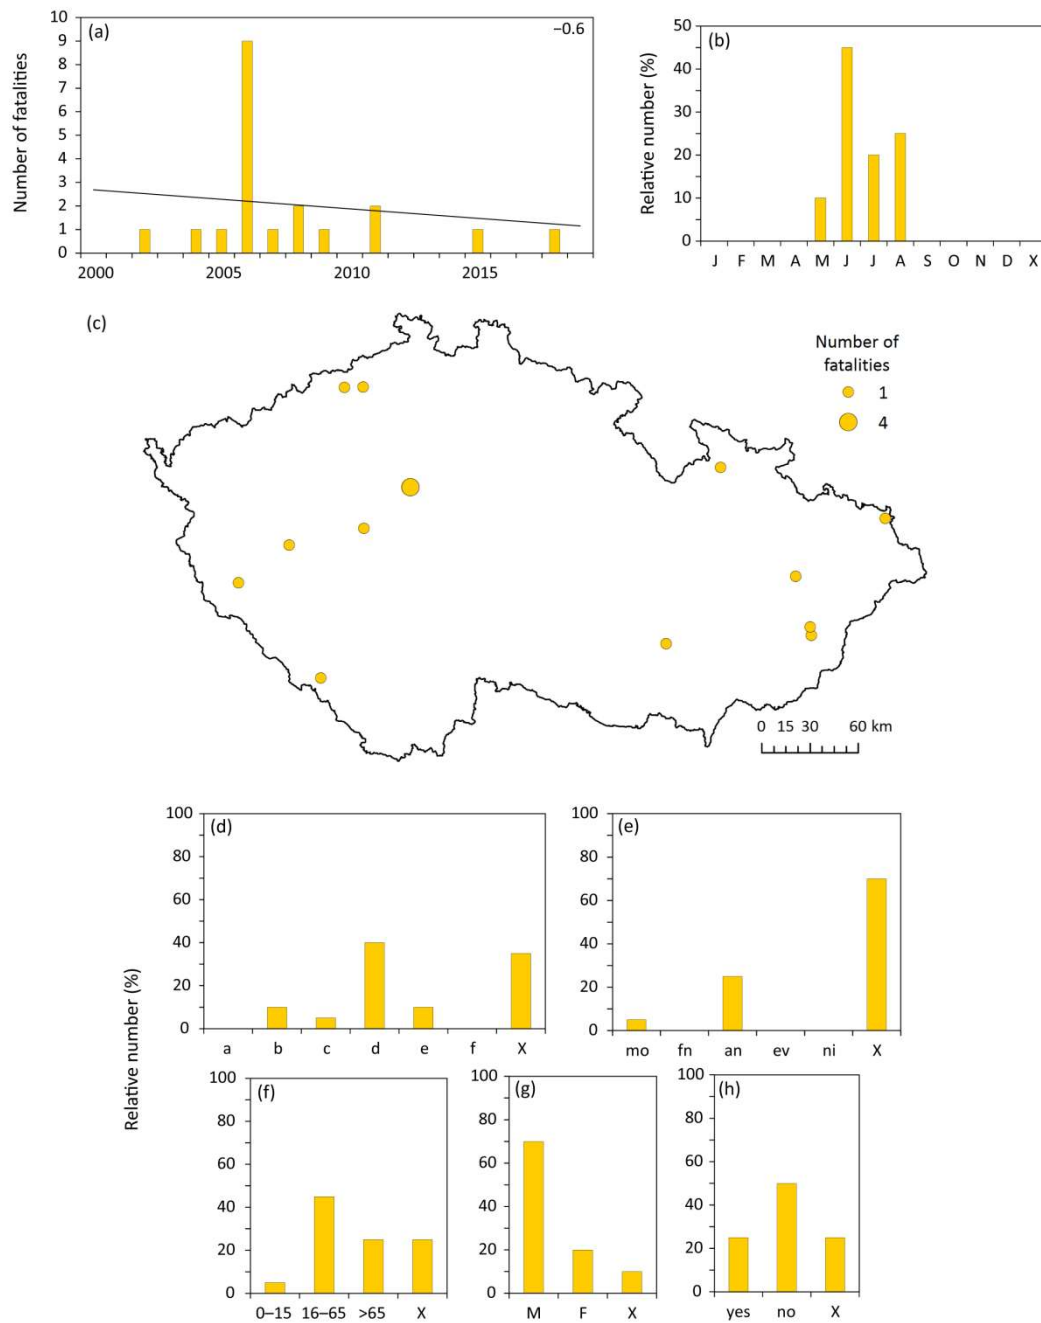 (a)
−0.6
Number of fatalities
10
9
8
7
6
5
4
3
2
1
0
2000 2005 2010 2015
(b)
Relative number (%)
50
40
30
20
10
0
J F M A M J J A S O N D X
(c)
Number of
fatalities
1
4
0 15 30 60 km
Relative number (%)
(d)
100
80
60
40
20
0
a b c d e f X
(e)
100
80
60
40
20
0
mo fn an ev ni X
(f)
100
80
60
40
20
0
0–15 16–65 >65 X
(g)
100
80
60
40
20
0
M F X
(h)
100
80
60
40
20
0
yes no X